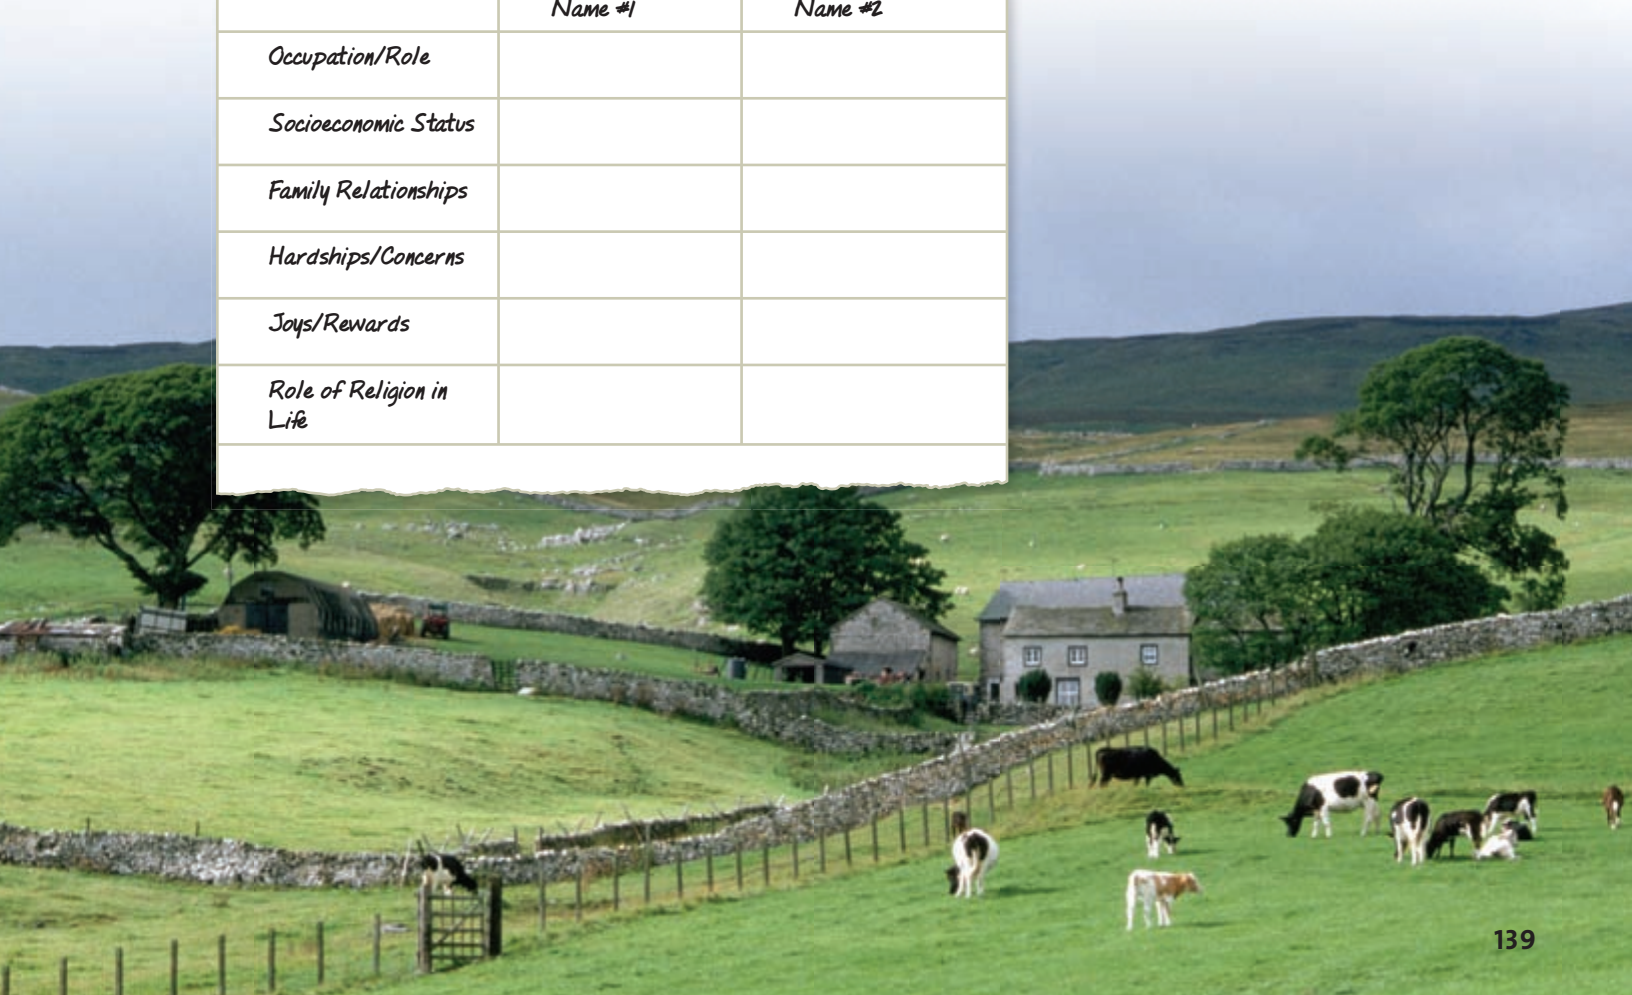 Name #1 Name #2
Occupation/Role
Socioeconomic Status
Family Relationships
Hardships/Concerns
Joys/Rewards
Role of Religion in
Life
139